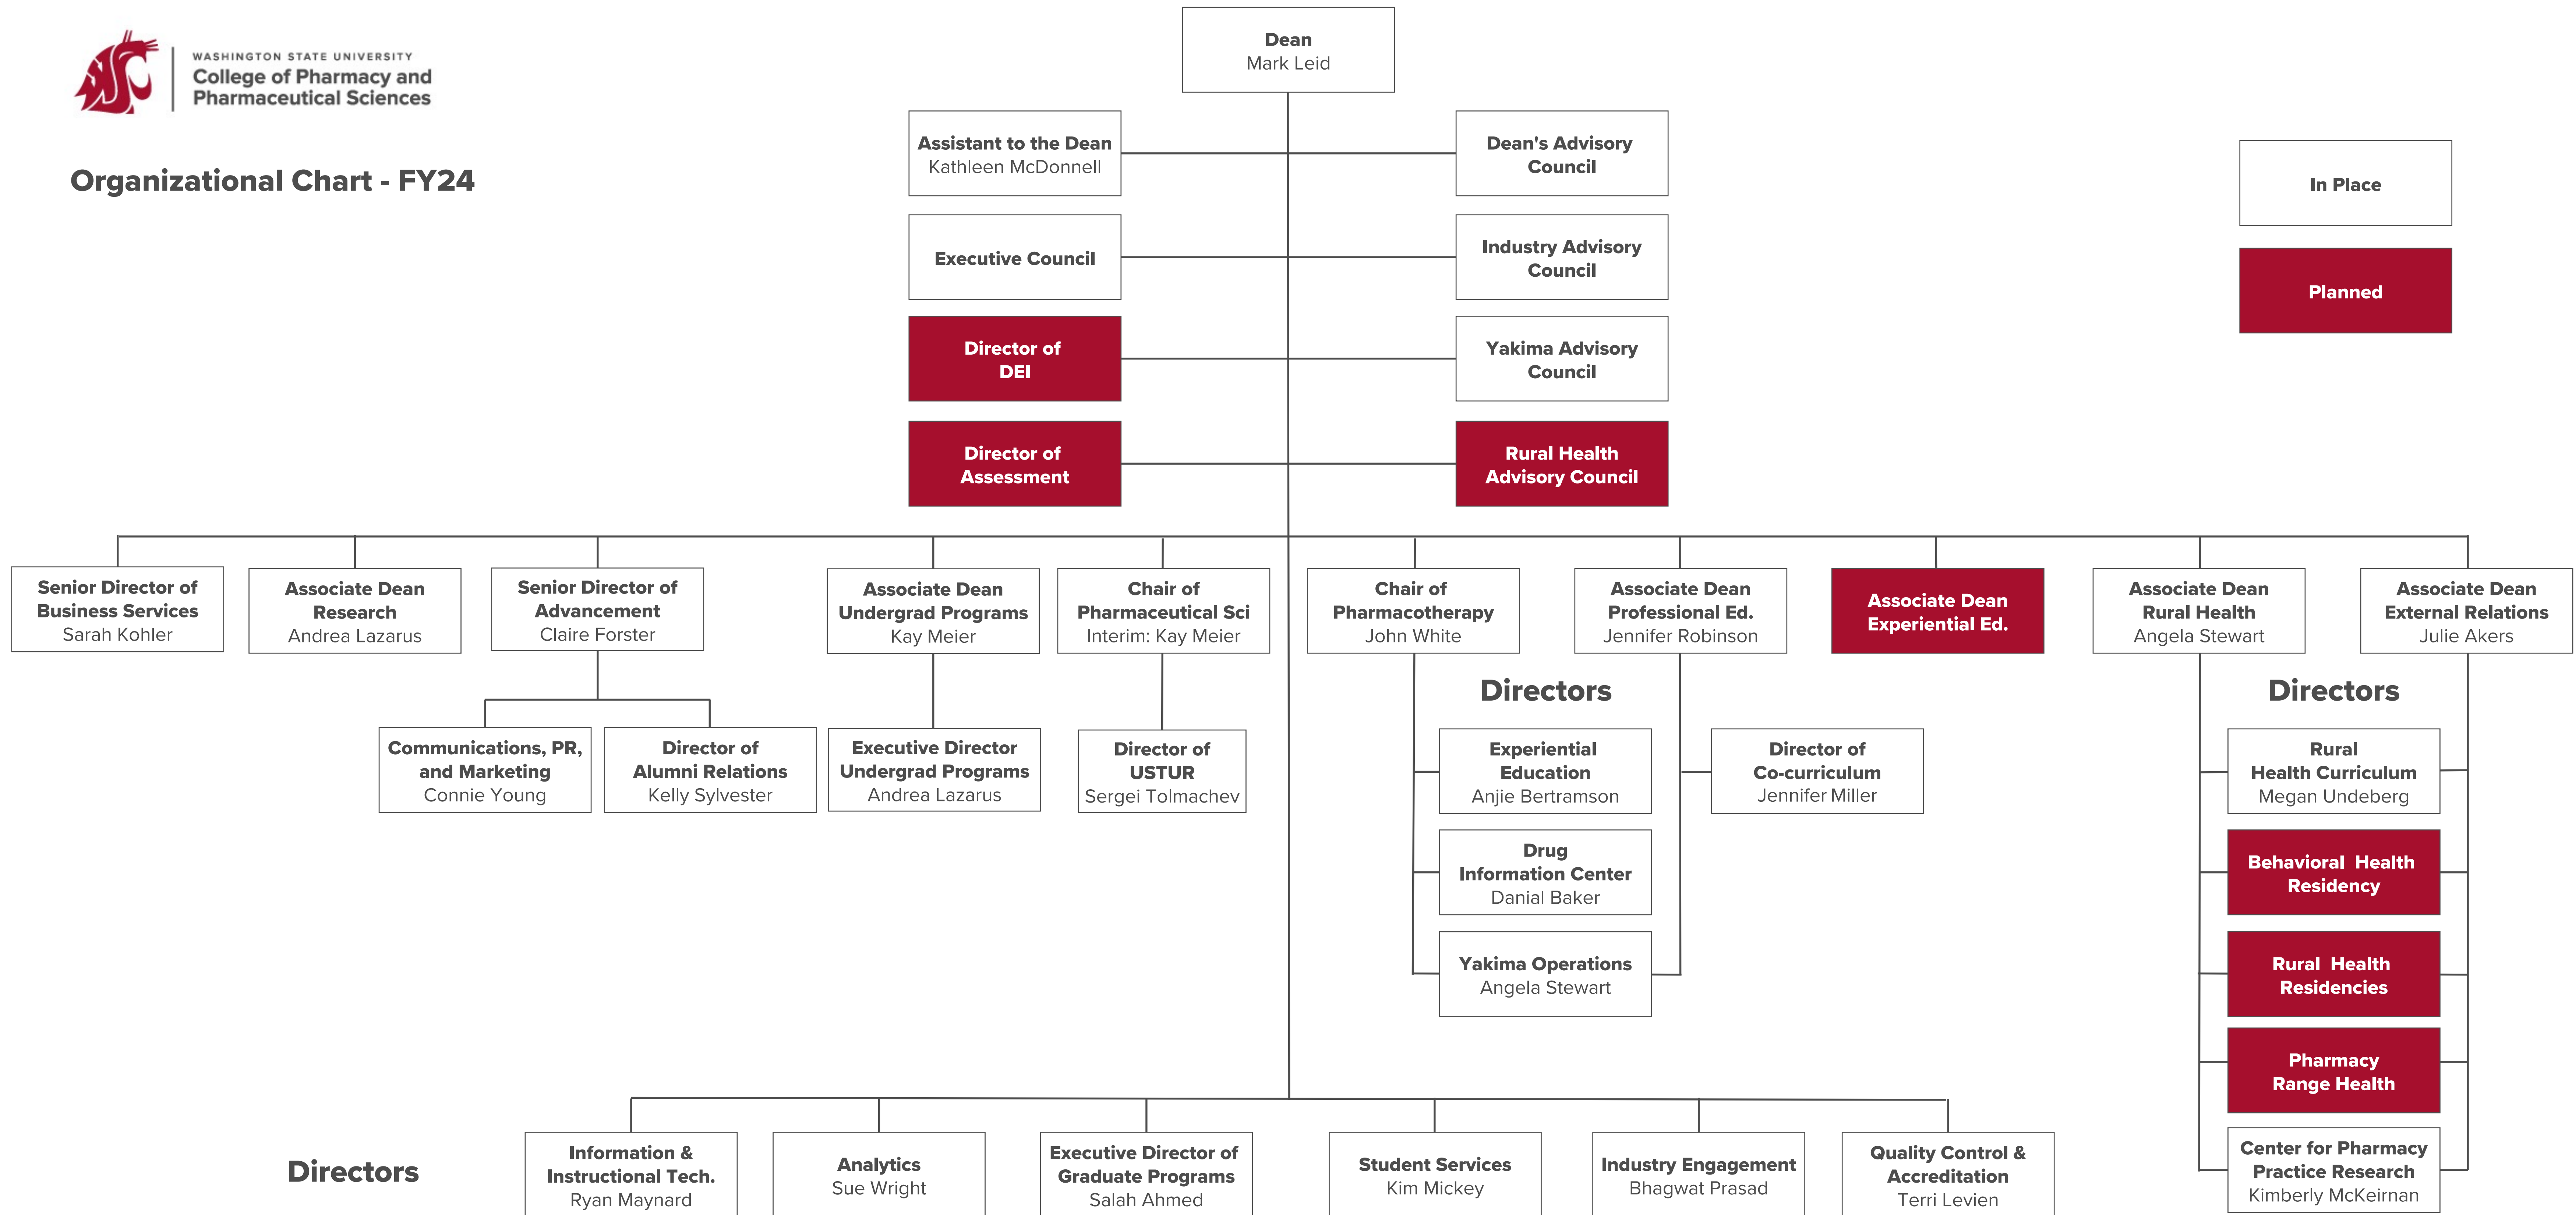 WASHINGTON STATE UNIVERSITY
College of Pharmacy and
Pharmaceutical Sciences
Organizational Chart - FY24
Dean
Mark Leid
Assistant to the Dean
Kathleen McDonnell
Dean's Advisory
Council
Executive Council
Industry Advisory
Council
Director of
DEI
Yakima Advisory
Council
Director of
Assessment
Rural Health
Advisory Council
In Place
Planned
Senior Director of
Business Services
Sarah Kohler
Associate Dean
Research
Andrea Lazarus
Senior Director of
Advancement
Claire Forster
Associate Dean
Undergrad Programs
Kay Meier
Chair of
Pharmaceutical Sci
Interim: Kay Meier
Chair of
Pharmacotherapy
John White
Associate Dean
Professional Ed.
Jennifer Robinson
Associate Dean
Experiential Ed.
Associate Dean
Rural Health
Angela Stewart
Associate Dean
External Relations
Julie Akers
Communications, PR,
and Marketing
Connie Young
Director of
Alumni Relations
Kelly Sylvester
Executive Director
Undergrad Programs
Andrea Lazarus
Director of
USTUR
Sergei Tolmachev
Directors
Experiential
Education
Anjie Bertramson
Drug
Information Center
Danial Baker
Yakima Operations
Angela Stewart
Director of
Co-curriculum
Jennifer Miller
Directors
Rural
Health Curriculum
Megan Undeberg
Behavioral Health
Residency
Rural Health
Residencies
Pharmacy
Range Health
Center for Pharmacy
Practice Research
Kimberly McKeirnan
Directors
Information &
Instructional Tech.
Ryan Maynard
Analytics
Sue Wright
Executive Director of
Graduate Programs
Salah Ahmed
Student Services
Kim Mickey
Industry Engagement
Bhagwat Prasad
Quality Control &
Accreditation
Terri Levien